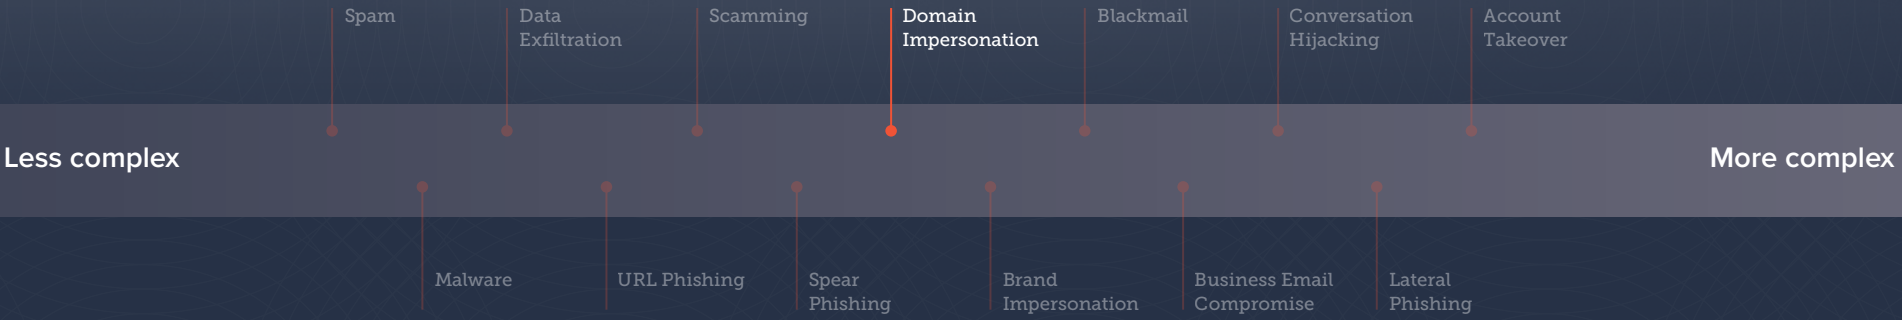 Spam
Data
Exfiltration
Scamming
Domain
Impersonation
Blackmail
Conversation
Hijacking
Account
Takeover
Less complex
More complex
Malware
URL Phishing
Spear
Phishing
Brand
Impersonation
Business Email
Compromise
Lateral
Phishing